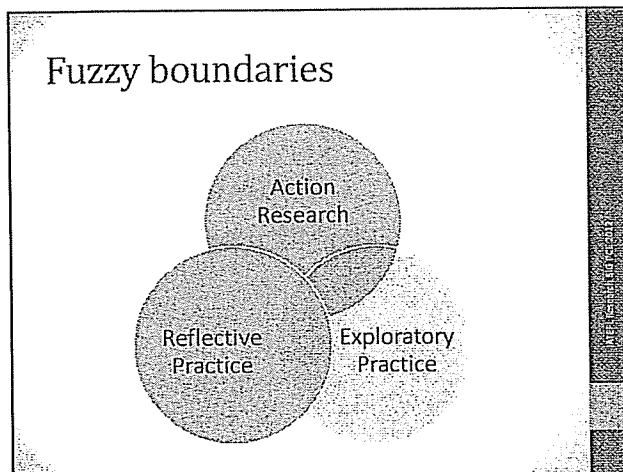 Fuzzy boundaries
Action
Research
Reflective
Practice
Exploratory
Practice